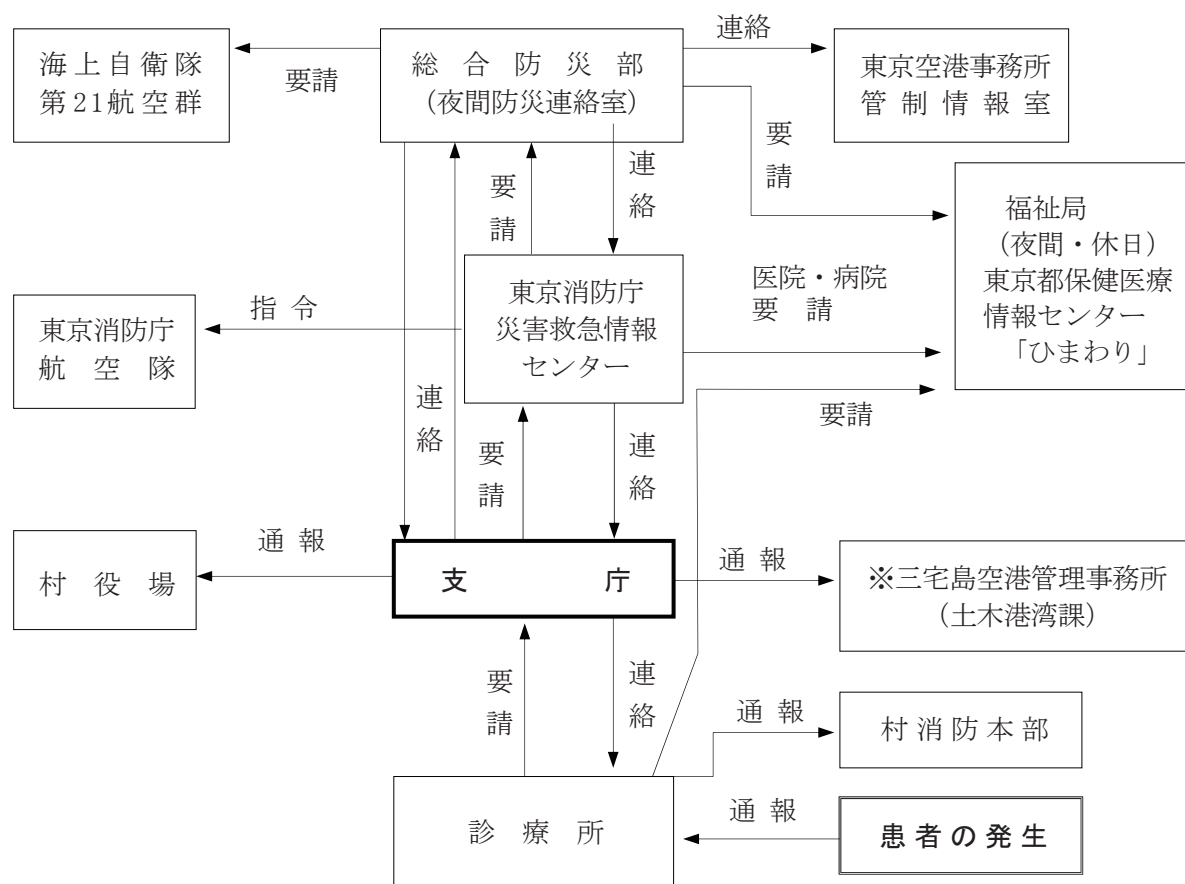 海上自衛隊
第21航空群
要請
総合防災部
(夜間防災連絡室)
連絡
東京空港事務所
管制情報室
要請
連絡
要請
福祉局
(夜間・休日)
東京都保健医療
情報センター
「ひまわり」
医院・病院
要請
要請
東京消防庁
災害救急情報
センター
指令
東京消防庁
航空隊
連絡
要請
連絡
村役場
通報
支庁
通報
※三宅島空港管理事務所
(土木港湾課)
要請
連絡
通報
村消防本部
診療所
通報
患者の発生